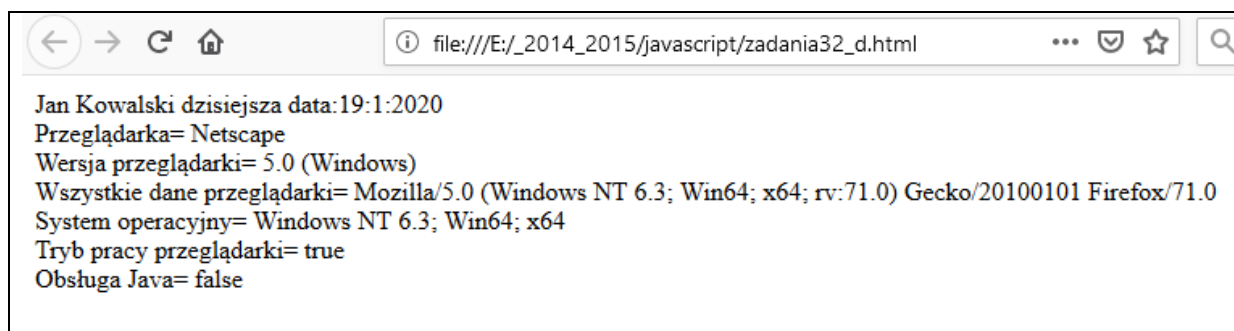 file:///E:/_2014_2015/javascript/zadania32_d.html
Jan Kowalski dzisiejsza data:19:1:2020
Przeglądarka= Netscape
Wersja przeglądarki= 5.0 (Windows)
Wszystkie dane przeglądarki= Mozilla/5.0 (Windows NT 6.3; Win64; x64; rv:71.0) Gecko/20100101 Firefox/71.0
System operacyjny= Windows NT 6.3; Win64; x64
Tryb pracy przeglądarki= true
Obsługa Java= false